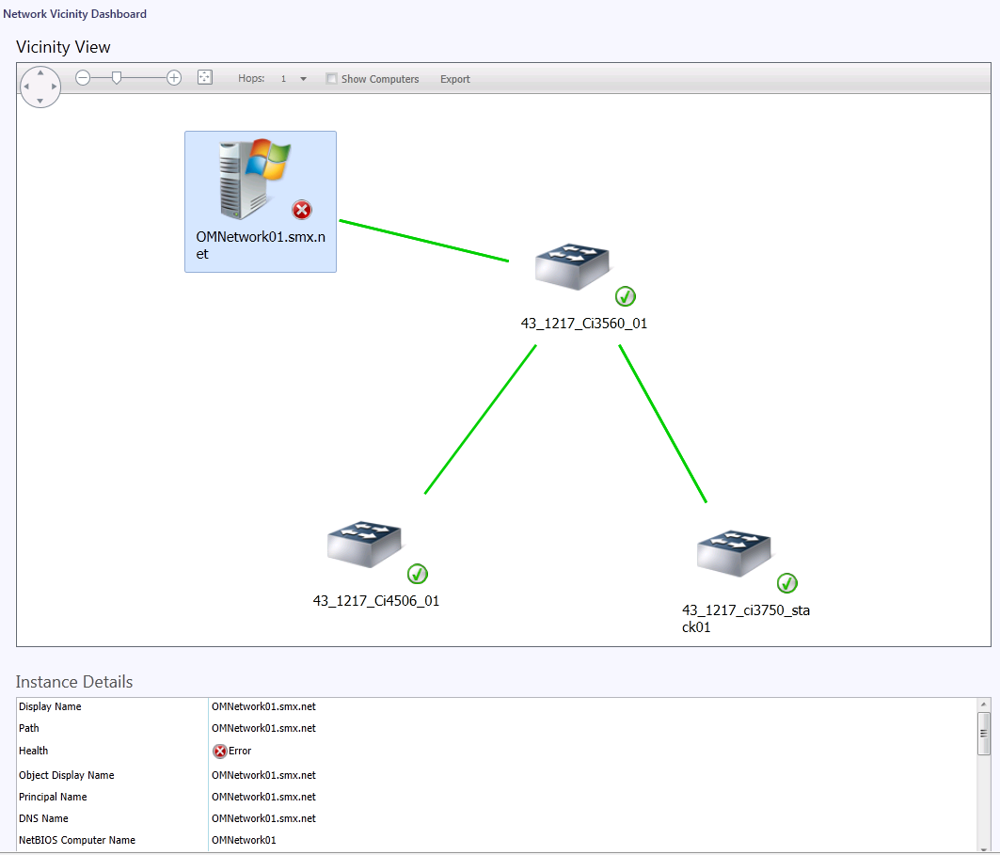 Network Vicinity Dashboard
Vicinity View
Hops: 1 Show Computers Export
OMNetwork01.smx.n
et
43_1217_Ci3560_01
43_1217_Ci4506_01
43_1217_ci3750_sta
ck01
Instance Details
Display Name OMNetwork01.smx.net
Path OMNetwork01.smx.net
Health Error
Object Display Name OMNetwork01.smx.net
Principal Name OMNetwork01.smx.net
DNS Name OMNetwork01.smx.net
NetBIOS Computer Name OMNetwork01